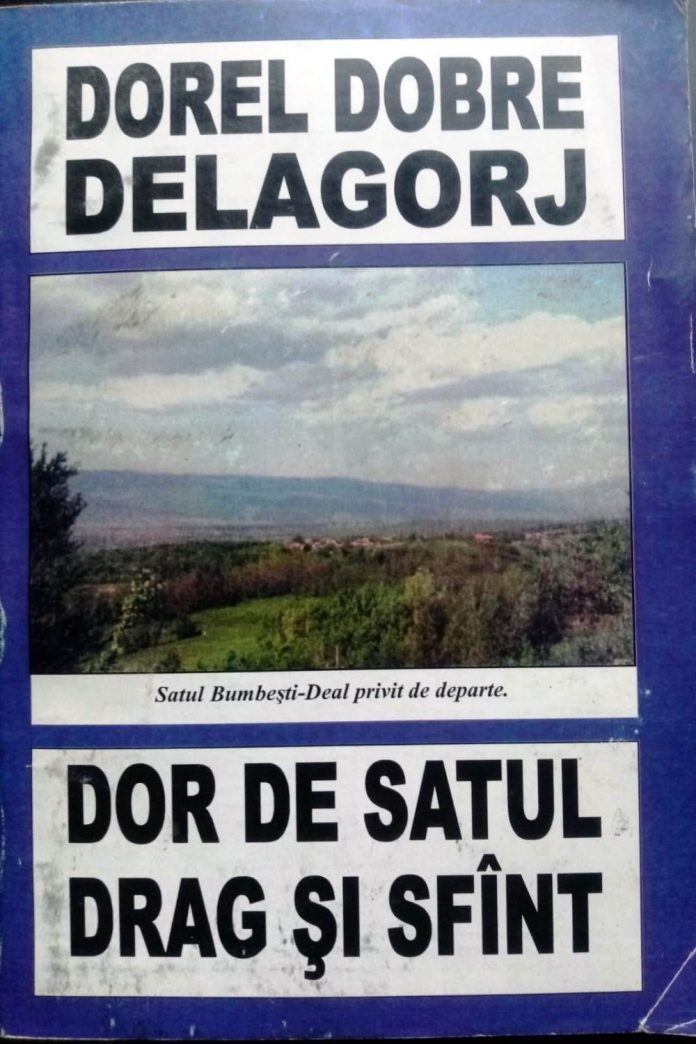 DOREL DOBRE
DELAGORJ
Satul Bumbeşti-Deal privit de departe.
DOR DE SATUL
DRAG ŞI SFÎNT